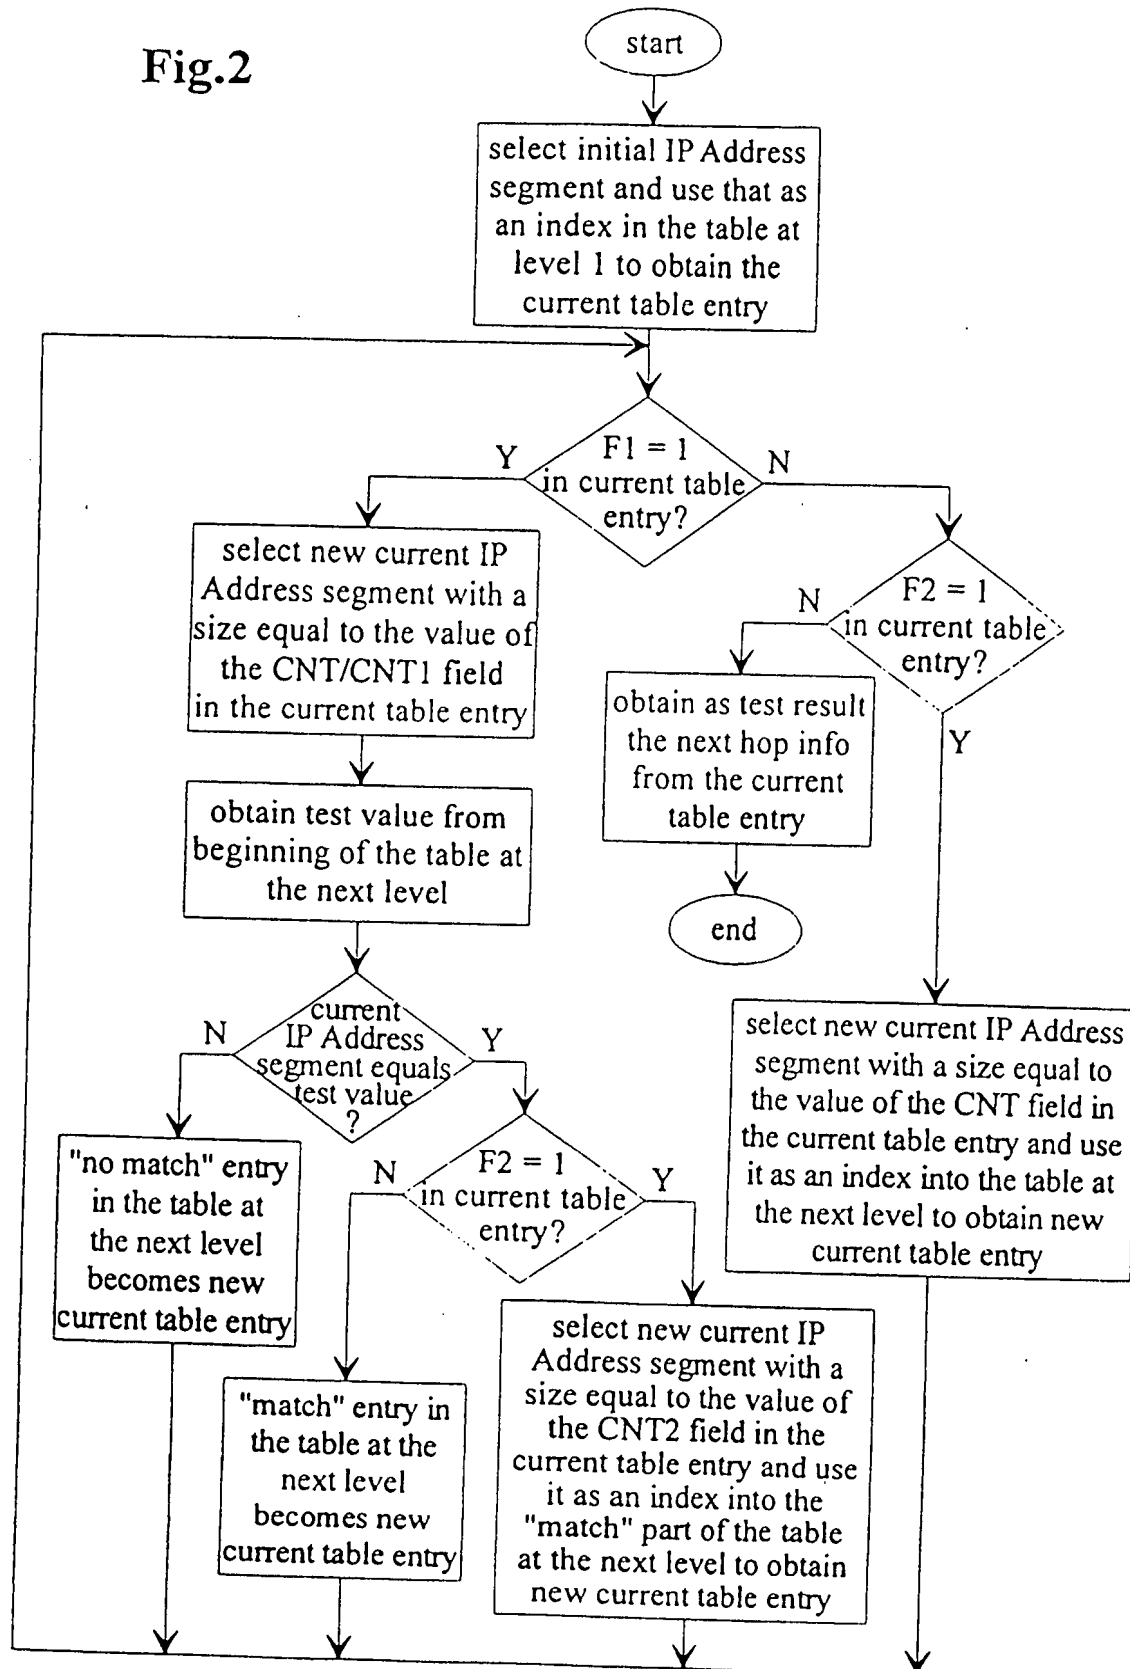 Fig.2
start
select initial IP Address
segment and use that as
an index in the table at
level 1 to obtain the
current table entry
F1 = 1
in current table
entry?
Y
N
select new current IP
Address segment with a
size equal to the value of
the CNT/CNT1 field
in the current table entry
F2 = 1
in current table
entry?
N
Y
obtain as test result
the next hop info
from the current
table entry
end
obtain test value from
beginning of the table at
the next level
current
IP Address
segment equals
test value
?
N
Y
select new current IP Address
segment with a size equal to
the value of the CNT field in
the current table entry and use
it as an index into the table at
the next level to obtain new
current table entry
"no match" entry
in the table at
the next level
becomes new
current table entry
F2 = 1
in current table
entry?
N
Y
"match" entry in
the table at the
next level
becomes new
current table entry
select new current IP
Address segment with a
size equal to the value of
the CNT2 field in the
current table entry and use
it as an index into the
"match" part of the table
at the next level to obtain
new current table entry